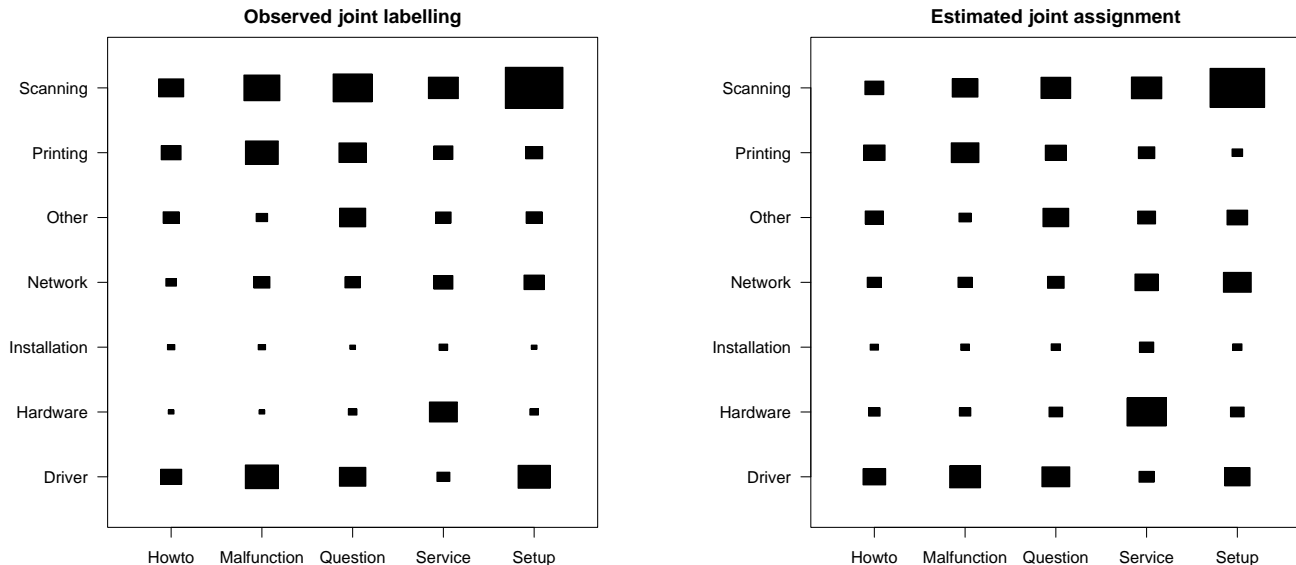 Observed joint labelling
Scanning
Printing
Other
Network
Installation
Hardware
Driver
Howto Malfunction Question Service Setup
Estimated joint assignment
Scanning
Printing
Other
Network
Installation
Hardware
Driver
Howto Malfunction Question Service Setup